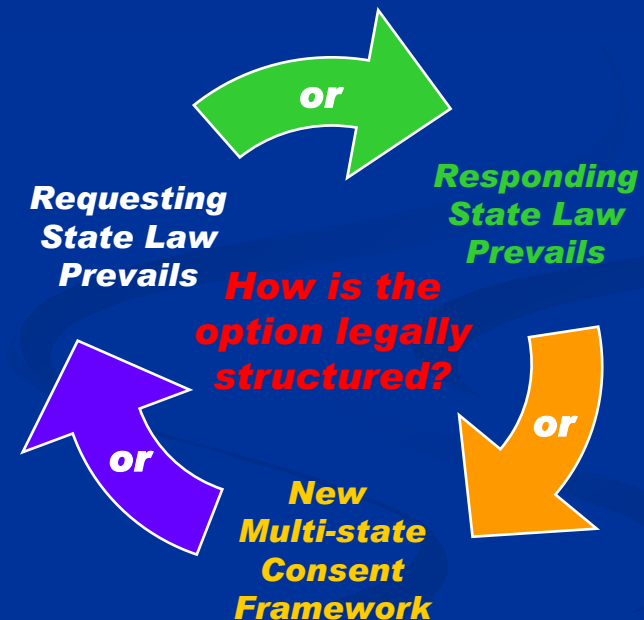 or
Requesting
State Law
Prevails
Responding
State Law
Prevails
How is the
option legally
structured?
or
or
New
Multi-state
Consent
Framework